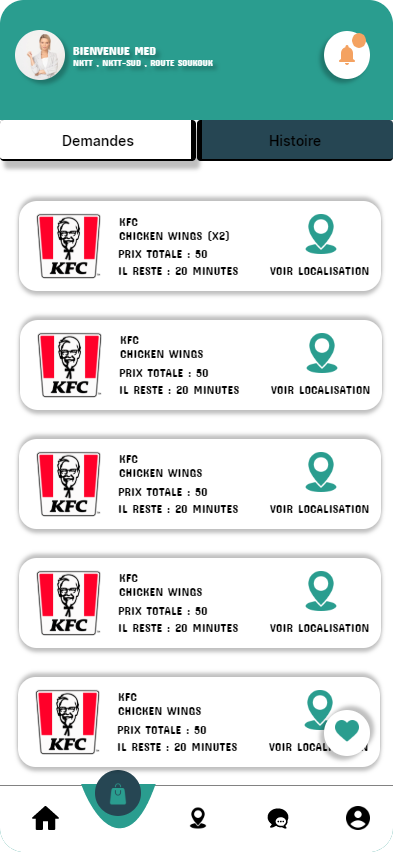 BIENVENUE MED
NKTT , NKTT-SUD , ROUTE SOUKOUK
Demandes
Histoire
KFC
KFC
CHICKEN WINGS (X2)
PRIX TOTALE : 50
IL RESTE : 20 MINUTES
VOIR LOCALISATION
KFC
KFC
CHICKEN WINGS
PRIX TOTALE : 50
IL RESTE : 20 MINUTES
VOIR LOCALISATION
KFC
KFC
CHICKEN WINGS
PRIX TOTALE : 50
IL RESTE : 20 MINUTES
VOIR LOCALISATION
KFC
KFC
CHICKEN WINGS
PRIX TOTALE : 50
IL RESTE : 20 MINUTES
VOIR LOCALISATION
KFC
KFC
CHICKEN WINGS
PRIX TOTALE : 50
IL RESTE : 20 MINUTES
VOIR